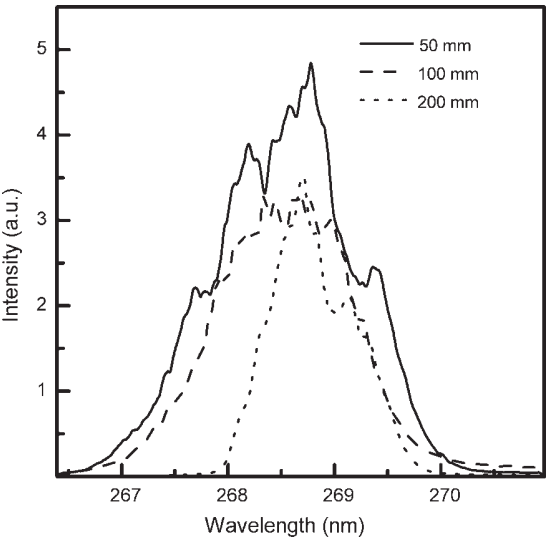 5
4
3
2
1
50 mm
100 mm
200 mm
Intensity (a.u.)
267 268 269 270
Wavelength (nm)